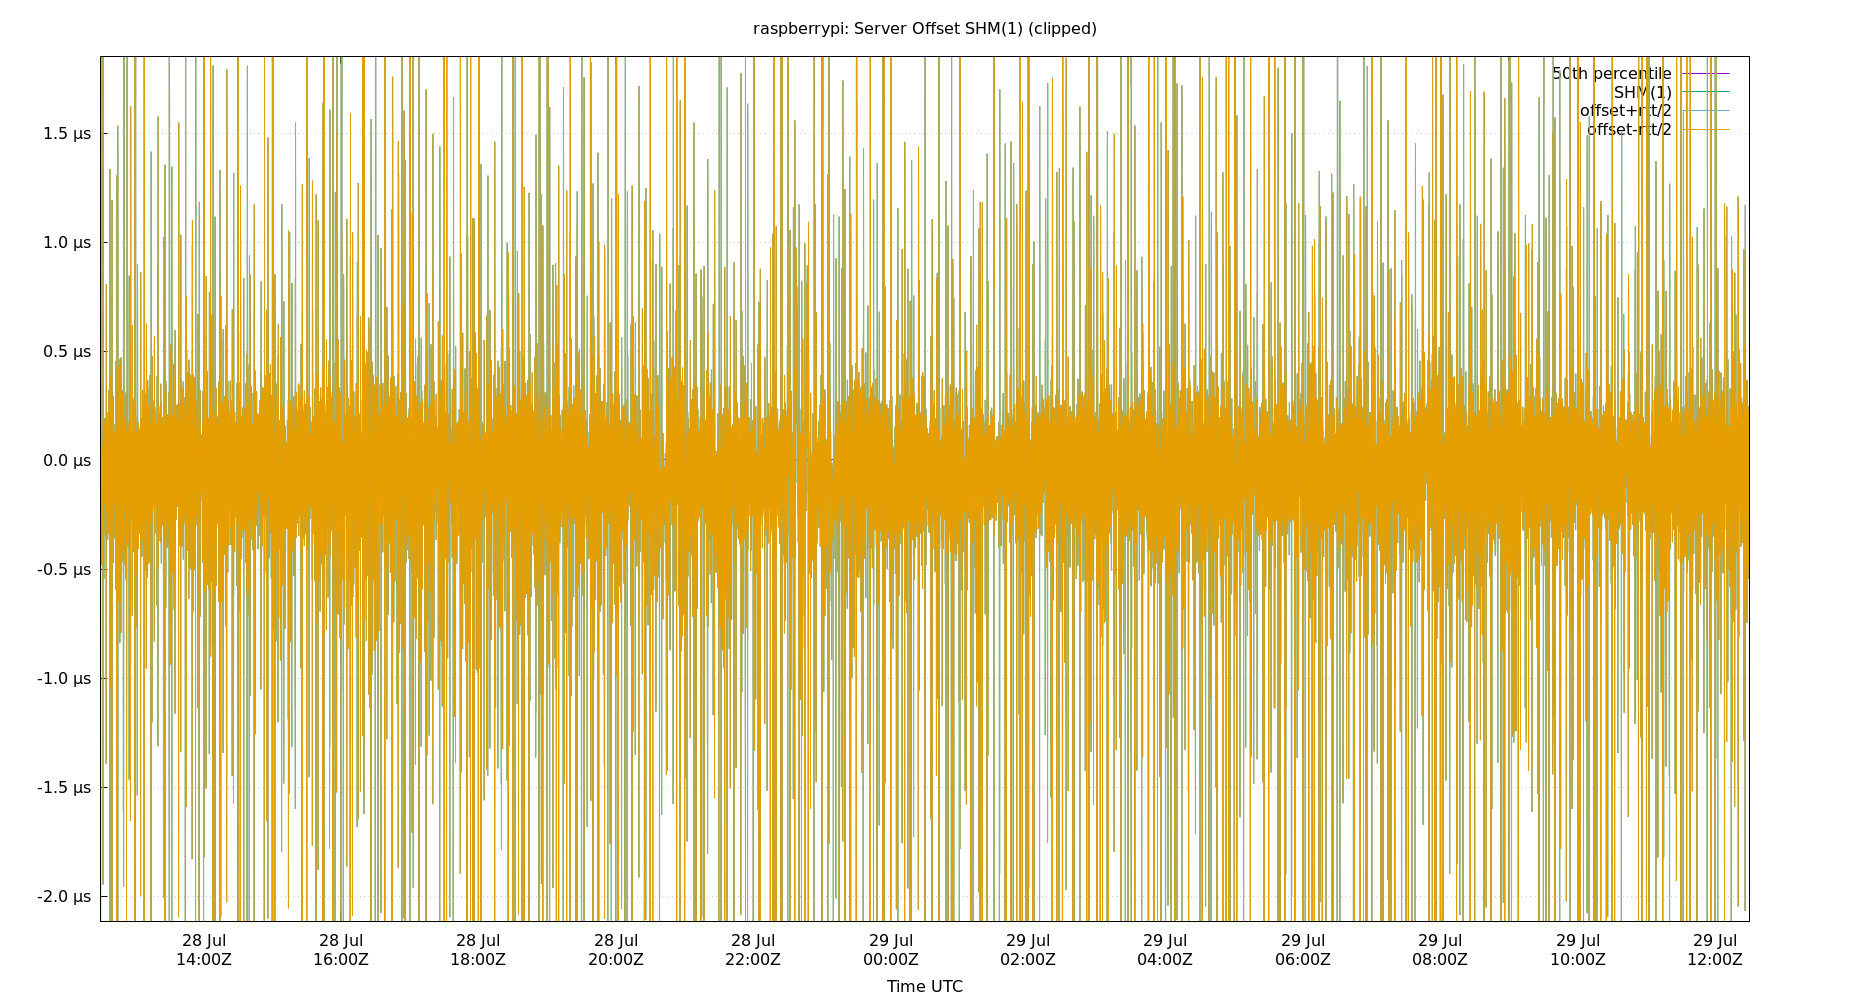 raspberrypi: Server Offset SHM(1) (clipped)
50th percentile
SHM(1)
offset+rtt/2
offset-rtt/2
1.5 µs
1.0 µs
0.5 µs
0.0 µs
-0.5 µs
-1.0 µs
-1.5 µs
-2.0 µs
28 Jul 28 Jul 28 Jul 28 Jul 28 Jul 29 Jul 29 Jul 29 Jul 29 Jul 29 Jul 29 Jul 29 Jul
14:00Z 16:00Z 18:00Z 20:00Z 22:00Z 00:00Z 02:00Z 04:00Z 06:00Z 08:00Z 10:00Z 12:00Z
Time UTC